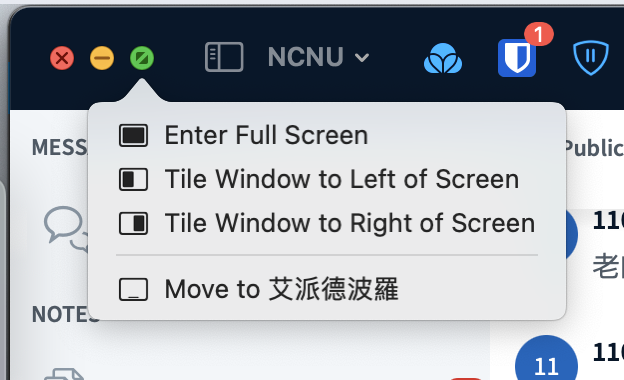 NCNU
1
MESS
Enter Full Screen
Public
Tile Window to Left of Screen
Tile Window to Right of Screen
110
老
Move to 艾派德波羅
NOTES
110
11